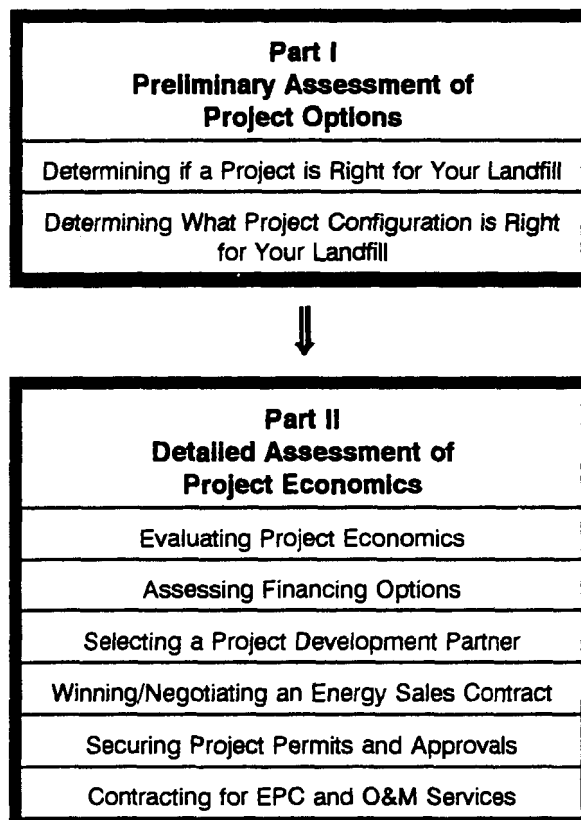 Part I
Preliminary Assessment of
Project Options
Determining if a Project is Right for Your Landfill
Determining What Project Configuration is Right
for Your Landfill
Part II
Detailed Assessment of
Project Economics
Evaluating Project Economics
Assessing Financing Options
Selecting a Project Development Partner
Winning/Negotiating an Energy Sales Contract
Securing Project Permits and Approvals
Contracting for EPC and O&M Services